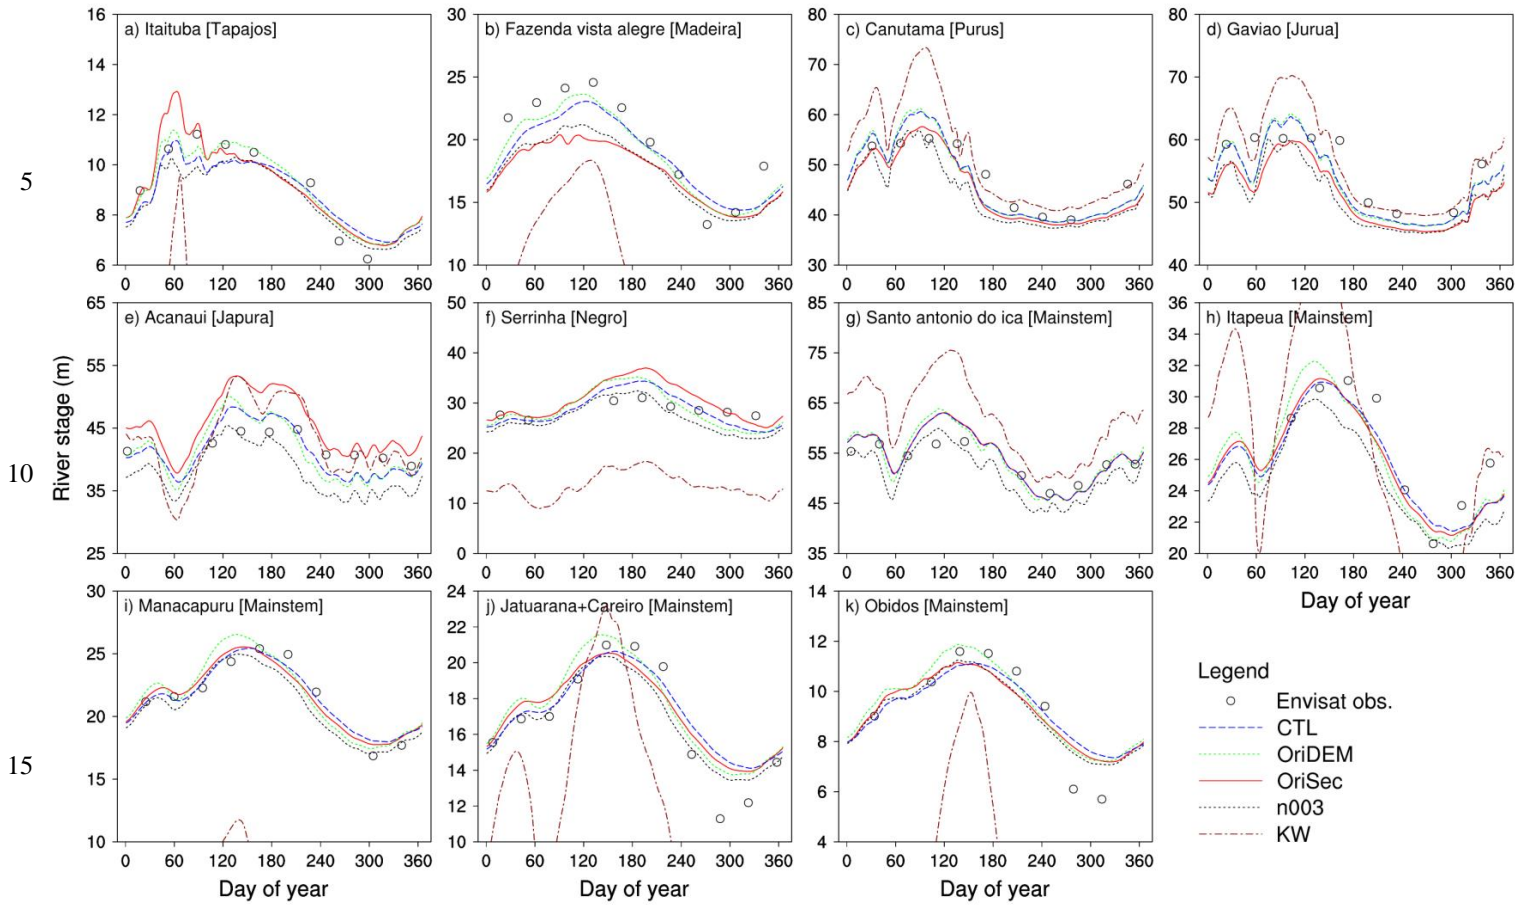 a) Itaituba [Tapajos]
16
14
12
10
8
6
0 60 120 180 240 300 360
b) Fazenda vista alegre [Madeira]
30
25
20
15
10
0 60 120 180 240 300 360
c) Canutama [Purus]
80
70
60
50
40
30
0 60 120 180 240 300 360
d) Gaviao [Jurua]
80
70
60
50
40
0 60 120 180 240 300 360
5
e) Acanaui [Japura]
65
55
45
35
25
0 60 120 180 240 300 360
f) Serrinha [Negro]
50
40
30
20
10
0
0 60 120 180 240 300 360
g) Santo antonio do ica [Mainstem]
85
75
65
55
45
35
0 60 120 180 240 300 360
h) Itapeua [Mainstem]
36
34
32
30
28
26
24
22
20
0 60 120 180 240 300 360
Day of year
River stage (m)
10
i) Manacapuru [Mainstem]
30
25
20
15
10
0 60 120 180 240 300 360
Day of year
j) Jatuarana+Careiro [Mainstem]
24
22
20
18
16
14
12
10
0 60 120 180 240 300 360
Day of year
k) Obidos [Mainstem]
14
12
10
8
6
4
0 60 120 180 240 300 360
Day of year
15
Legend
Envisat obs.
CTL
OriDEM
OriSec
n003
KW